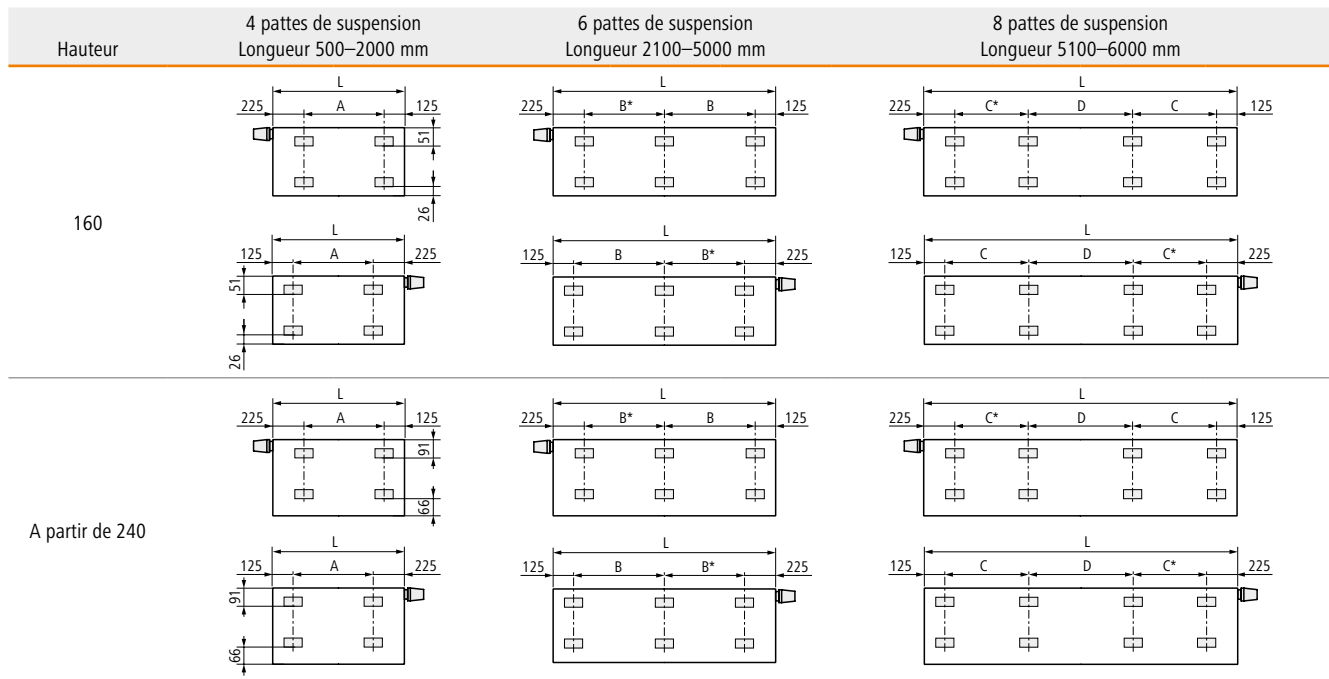 Hauteur
4 pattes de suspension
Longueur 500–2000 mm
6 pattes de suspension
Longueur 2100–5000 mm
8 pattes de suspension
Longueur 5100–6000 mm
160
L
225 A 125
51
26
L
225 B* B 125
L
225 C* D C 125
L
125 A 225
51
26
L
125 B B* 225
L
125 C D C* 225
A partir de 240
L
225 A 125
91
66
L
225 B* B 125
L
225 C* D C 125
L
125 A 225
91
66
L
125 B B* 225
L
125 C D C* 225